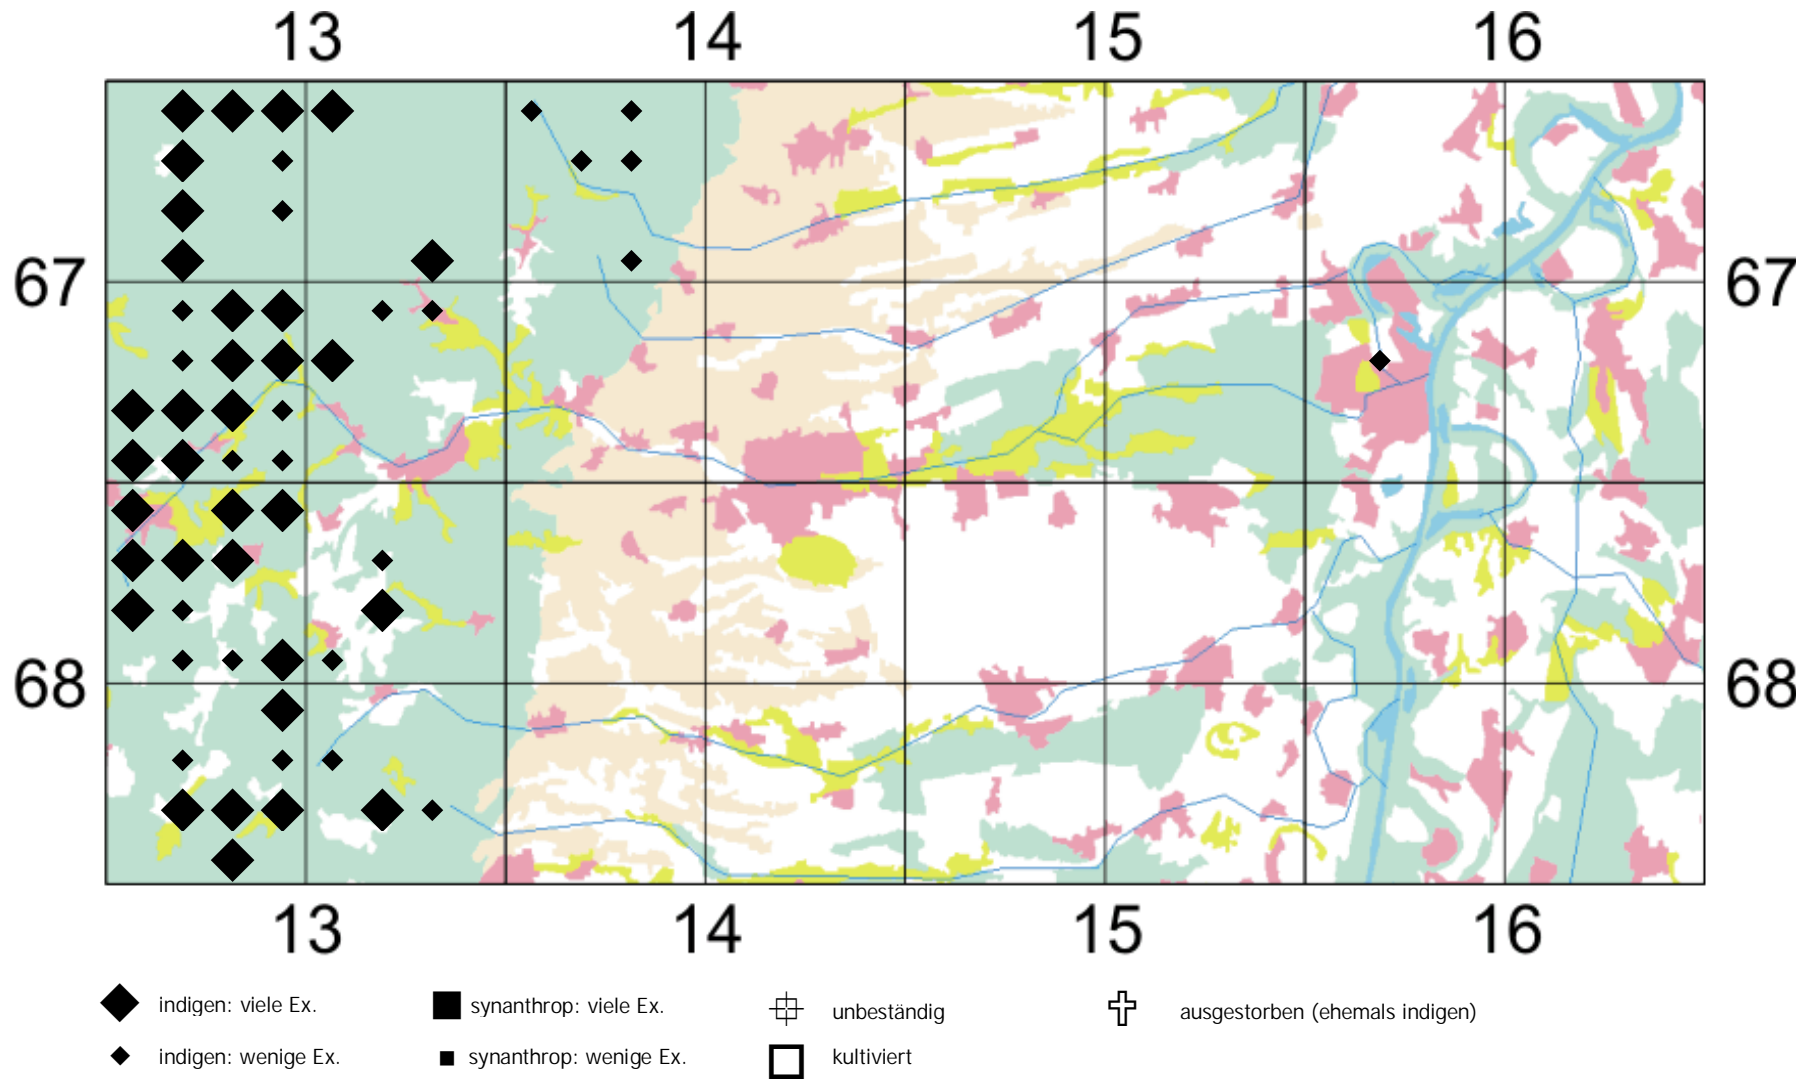 13 14 15 16
67 67
68 68
13 14 15 16
indigen: viele Ex. synanthrop: viele Ex. unbeständig ausgestorben (ehemals indigen)
indigen: wenige Ex. synanthrop: wenige Ex. kultiviert